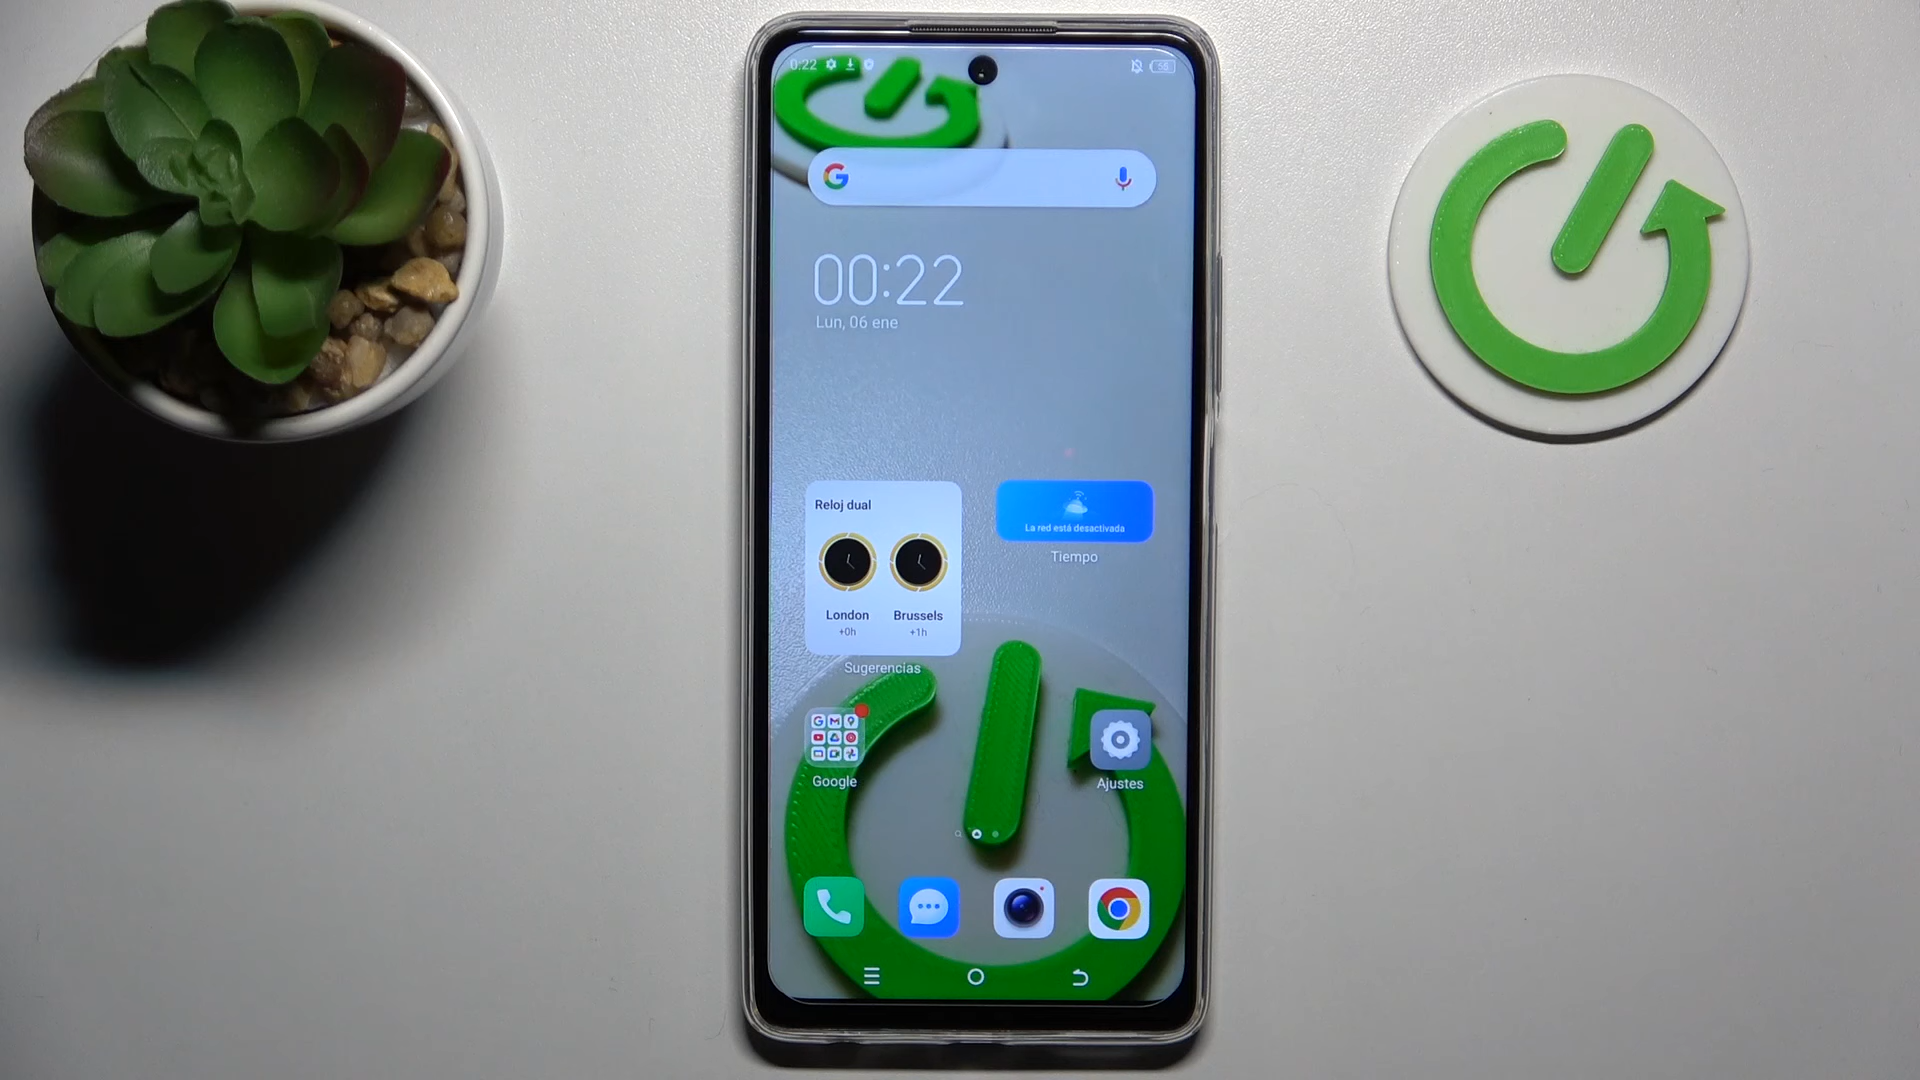 0:22
56
00:22
Lun, 06 ene
Reloj dual
London
+0h
Brussels
+1h
La red está desactivada
Tiempo
Sugerencias
Google
Ajustes